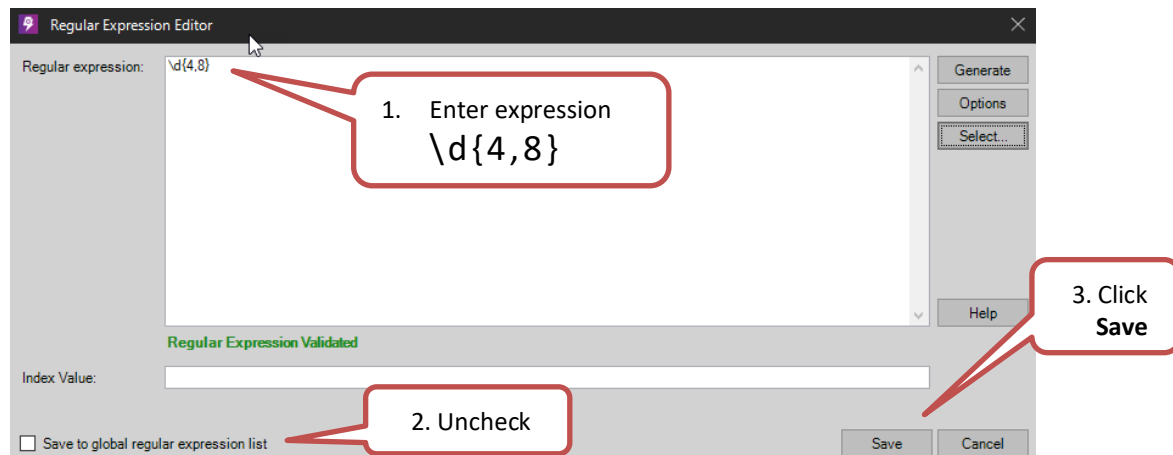 Regular Expression Editor
Regular expression:
\d{4,8}
Generate
Options
Select...
1. Enter expression
\d{4,8}
Help
3. Click
Save
Regular Expression Validated
Index Value:
2. Uncheck
Save to global regular expression list
Save
Cancel